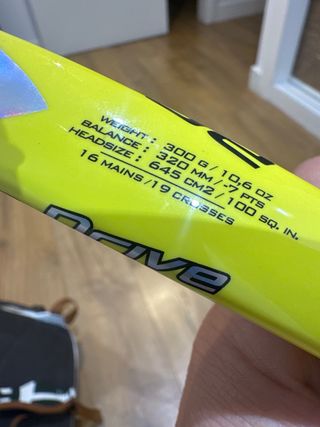 WEIGHT : 300 G / 10.6 OZ
BALANCE : 320 MM / -7 PTS
HEADSIZE : 645 CM2 / 100 SQ. IN.
16 MAINS / 19 CROSSES
Drive